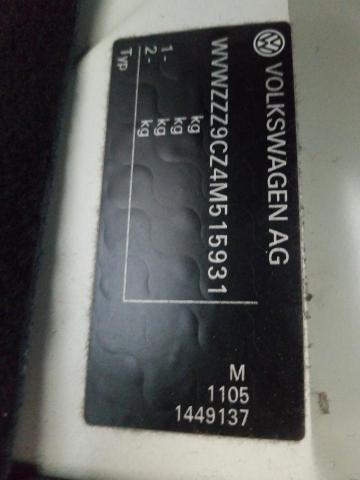 VOLKSWAGEN AG
WVWZZZ9CZ4M515931
kg
kg
1- kg
2- kg
Typ
M
1105
1449137